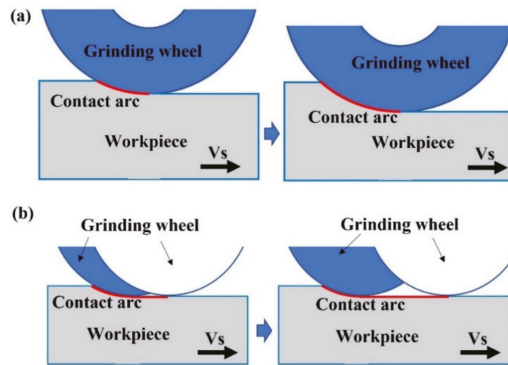 (a)
Grinding wheel
Grinding wheel
Contact arc
Workpiece
Vs
Contact arc
Workpiece
Vs
(b)
Grinding wheel
Grinding wheel
Contact arc
Workpiece
Vs
Contact arc
Workpiece
Vs